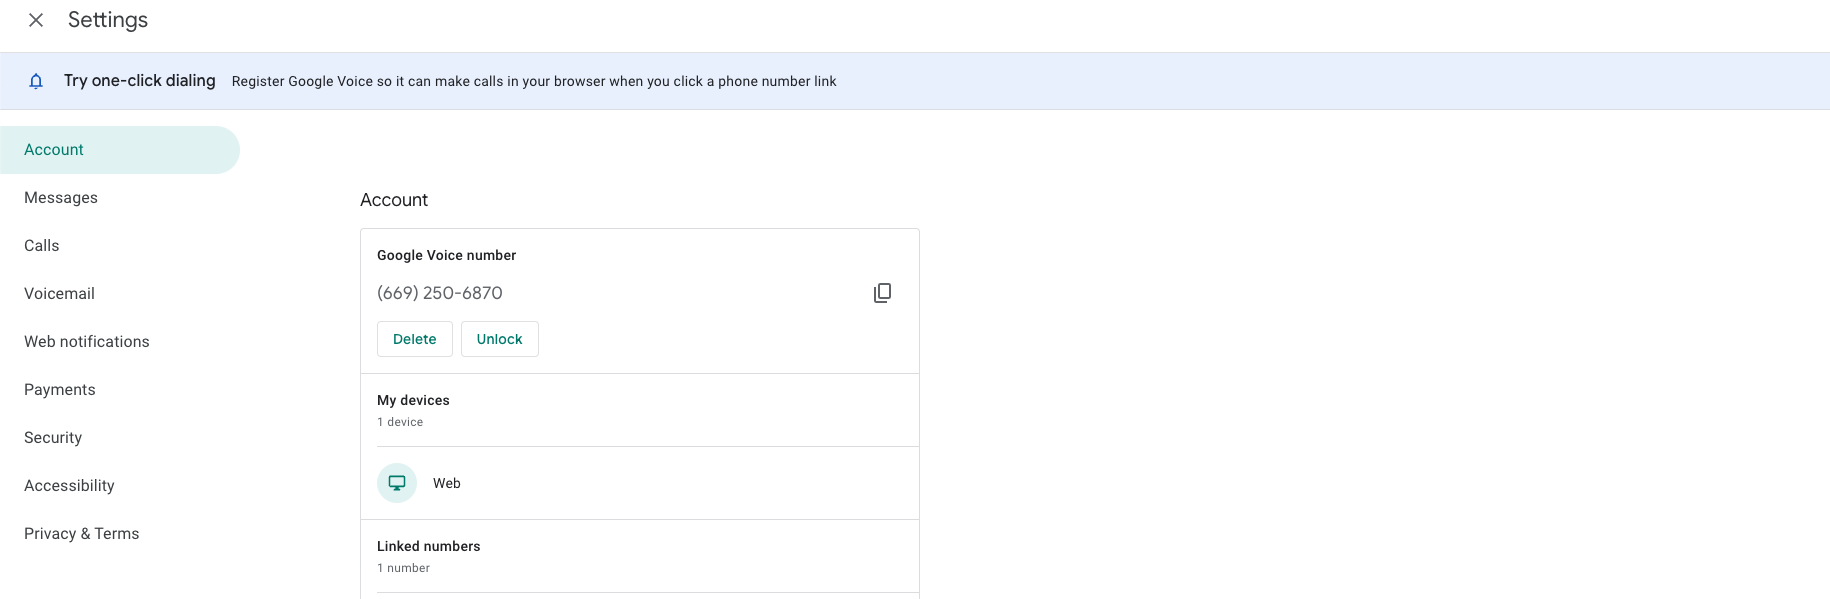 Settings
Try one-click dialing Register Google Voice so it can make calls in your browser when you click a phone number link
Account
Messages
Calls
Voicemail
Web notifications
Payments
Security
Accessibility
Privacy & Terms
Account
Google Voice number
(669) 250-6870
Delete Unlock
My devices
1 device
Web
Linked numbers
1 number